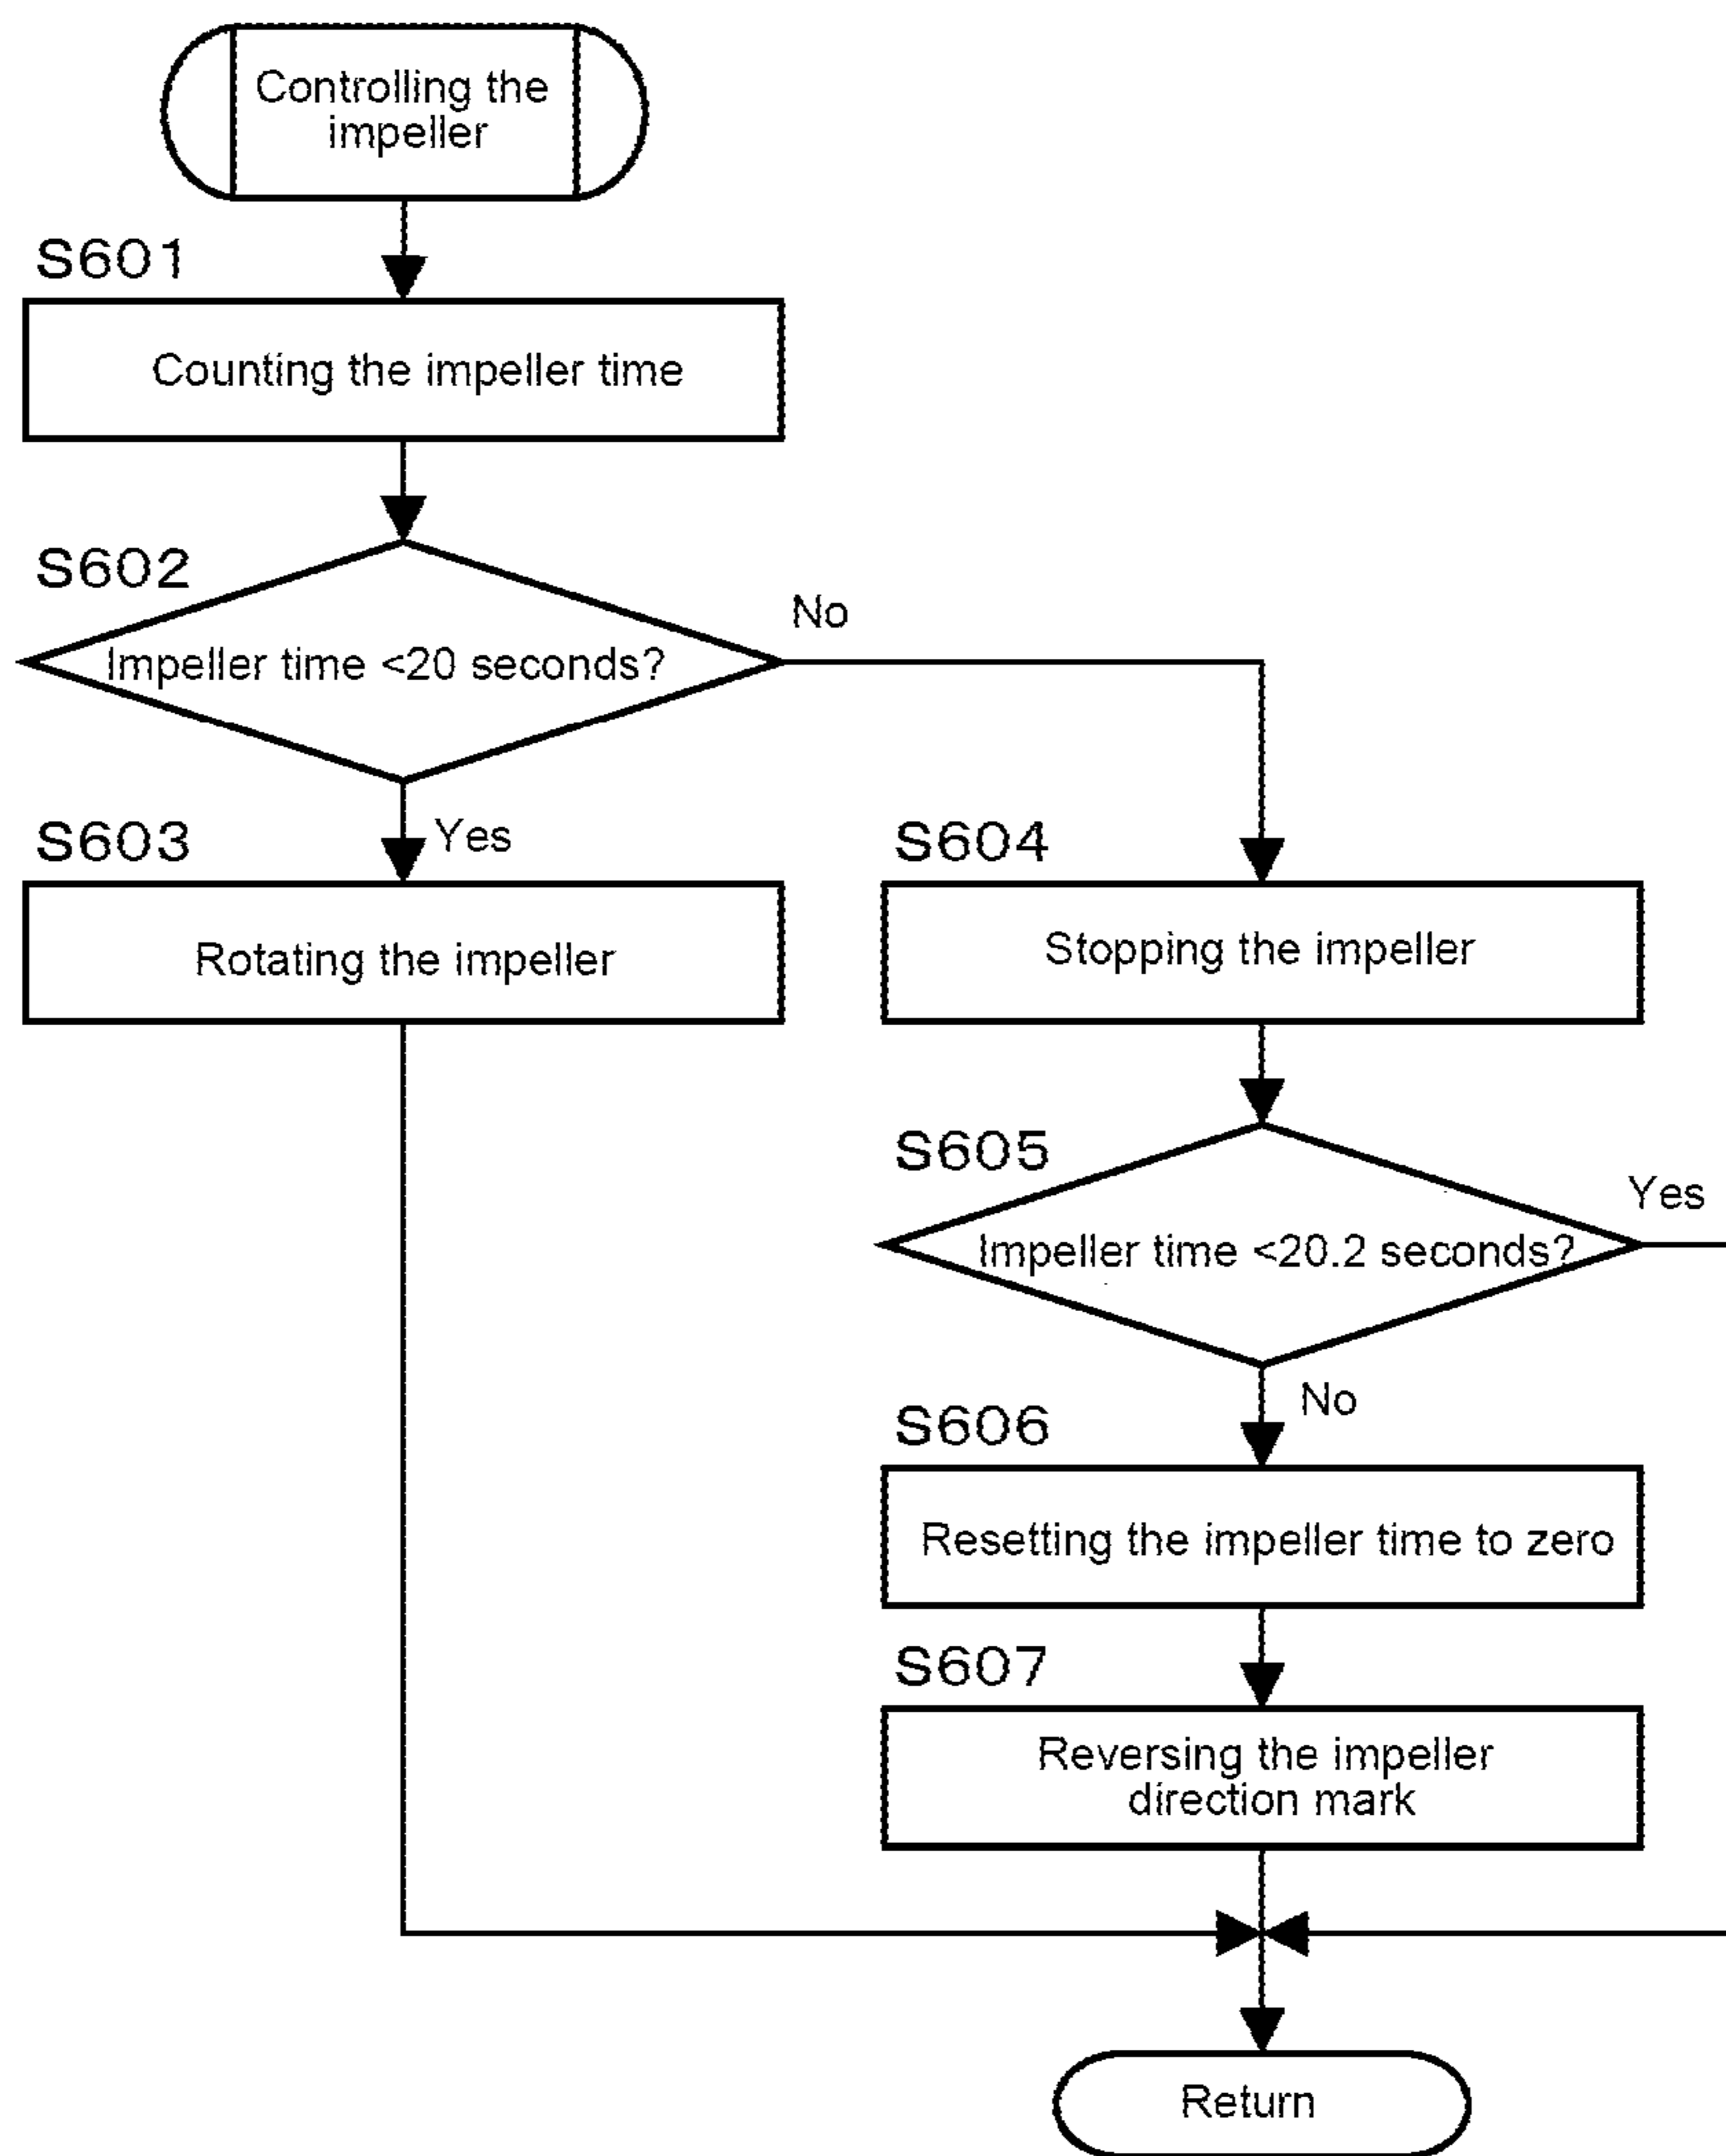 Controlling the
impeller
S601
Counting the impeller time
S602
Impeller time <20 seconds?
No
Yes
S603
Rotating the impeller
S604
Stopping the impeller
S605
Impeller time <20.2 seconds?
Yes
No
S606
Resetting the impeller time to zero
S607
Reversing the impeller
direction mark
Return